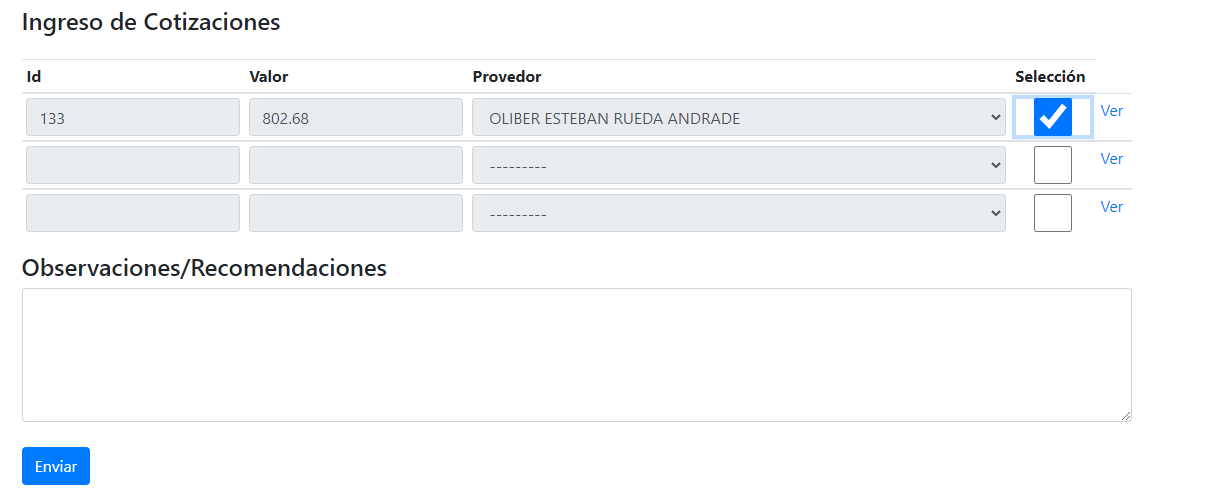 Ingreso de Cotizaciones
Id Valor Provedor Selección
133 802.68 OLIBER ESTEBAN RUEDA ANDRADE Ver
--------- Ver
--------- Ver
Observaciones/Recomendaciones
Enviar